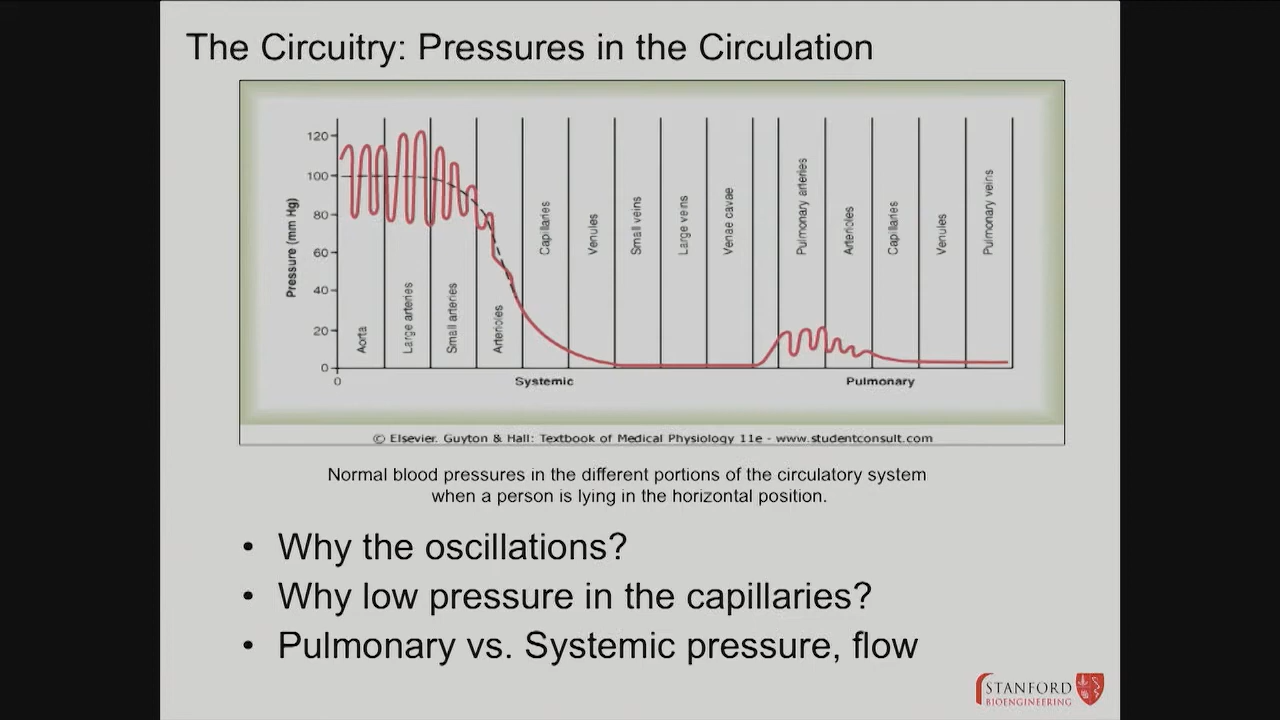 The Circuitry: Pressures in the Circulation
120
100
80
60
40
20
0
Pressure (mm Hg)
Aorta
Large arteries
Small arteries
Arterioles
Capillaries
Venules
Small veins
Large veins
Venae cavae
Pulmonary arteries
Arterioles
Capillaries
Venules
Pulmonary veins
0
Systemic
Pulmonary
© Elsevier. Guyton & Hall: Textbook of Medical Physiology 11e - www.studentconsult.com
Normal blood pressures in the different portions of the circulatory system
when a person is lying in the horizontal position.
• Why the oscillations?
• Why low pressure in the capillaries?
• Pulmonary vs. Systemic pressure, flow
STANFORD
BIOENGINEERING